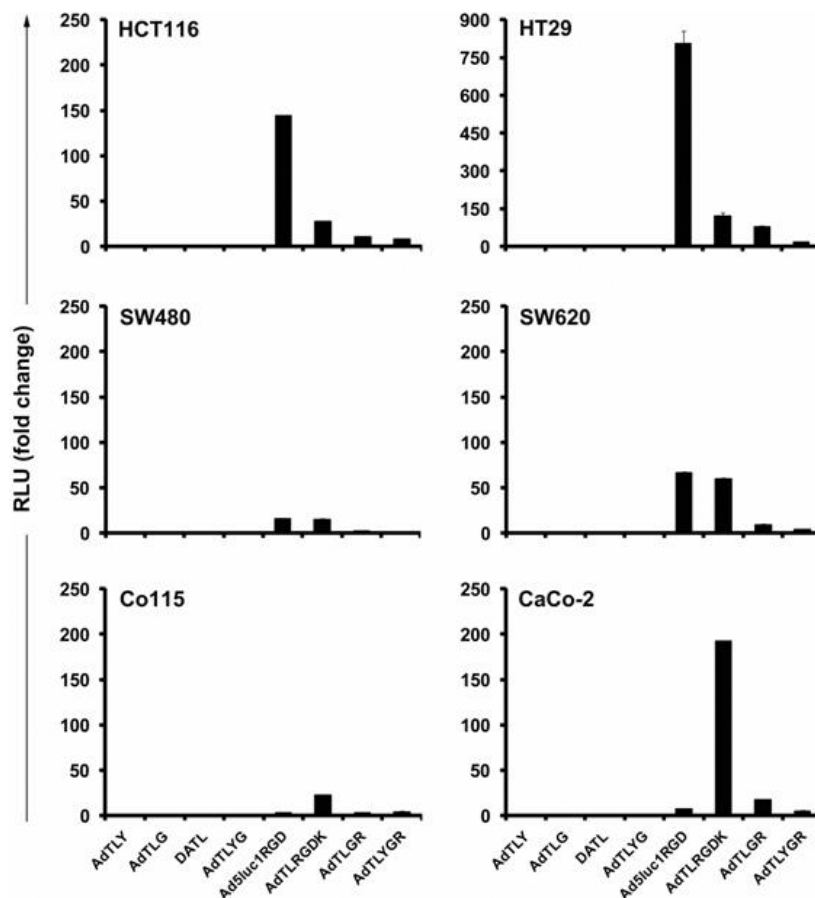 RLU (fold change)
HCT116
250
200
150
100
50
0
HT29
900
750
600
450
300
150
0
SW480
250
200
150
100
50
0
SW620
250
200
150
100
50
0
Co115
250
200
150
100
50
0
CaCo-2
250
200
150
100
50
0
AdTLY
AdTLG
DATL
AdTLYG
Ad5luc1RGD
AdTLRGDK
AdTLGR
AdTLYGR
AdTLY
AdTLG
DATL
AdTLYG
Ad5luc1RGD
AdTLRGDK
AdTLGR
AdTLYGR